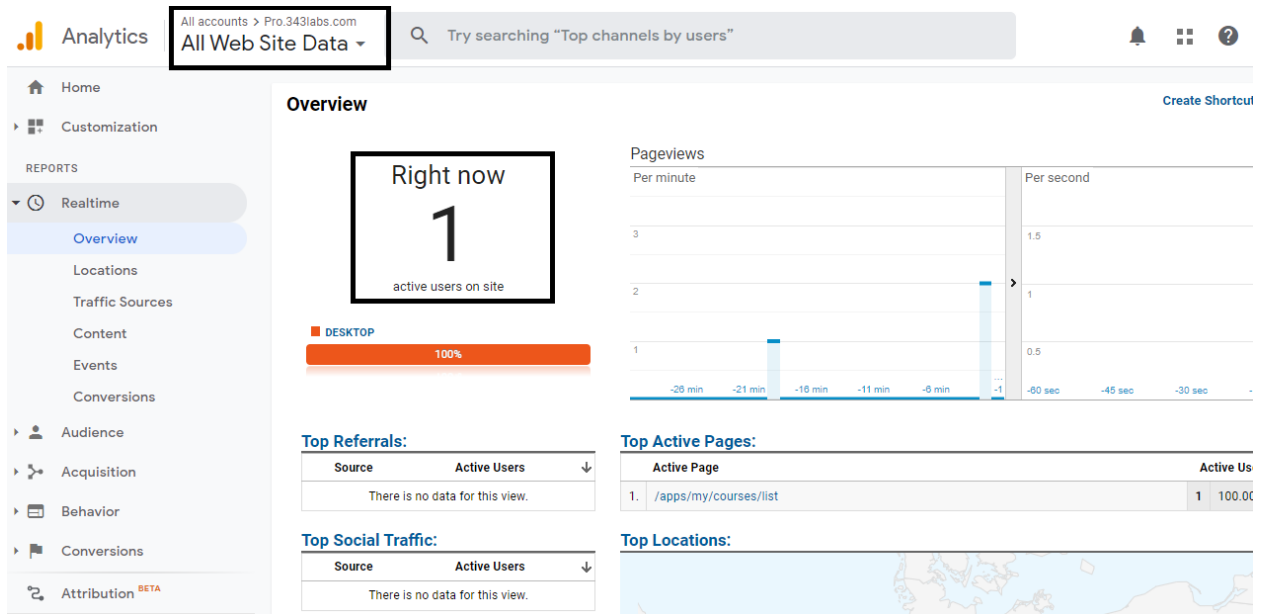 Analytics
All accounts > Pro.343labs.com
All Web Site Data
Try searching “Top channels by users”
Home
Customization
REPORTS
Realtime
Overview
Locations
Traffic Sources
Content
Events
Conversions
Audience
Acquisition
Behavior
Conversions
Attribution BETA
Overview
Create Shortcut
Right now
1
active users on site
DESKTOP
100%
Pageviews
Per minute
3
2
1
-26 min -21 min -16 min -11 min -6 min -1
Per second
1.5
1
0.5
-60 sec -45 sec -30 sec
Top Referrals:
Source Active Users
There is no data for this view.
Top Social Traffic:
Source Active Users
There is no data for this view.
Top Active Pages:
Active Page Active Us
1. /apps/my/courses/list 1 100.00
Top Locations: